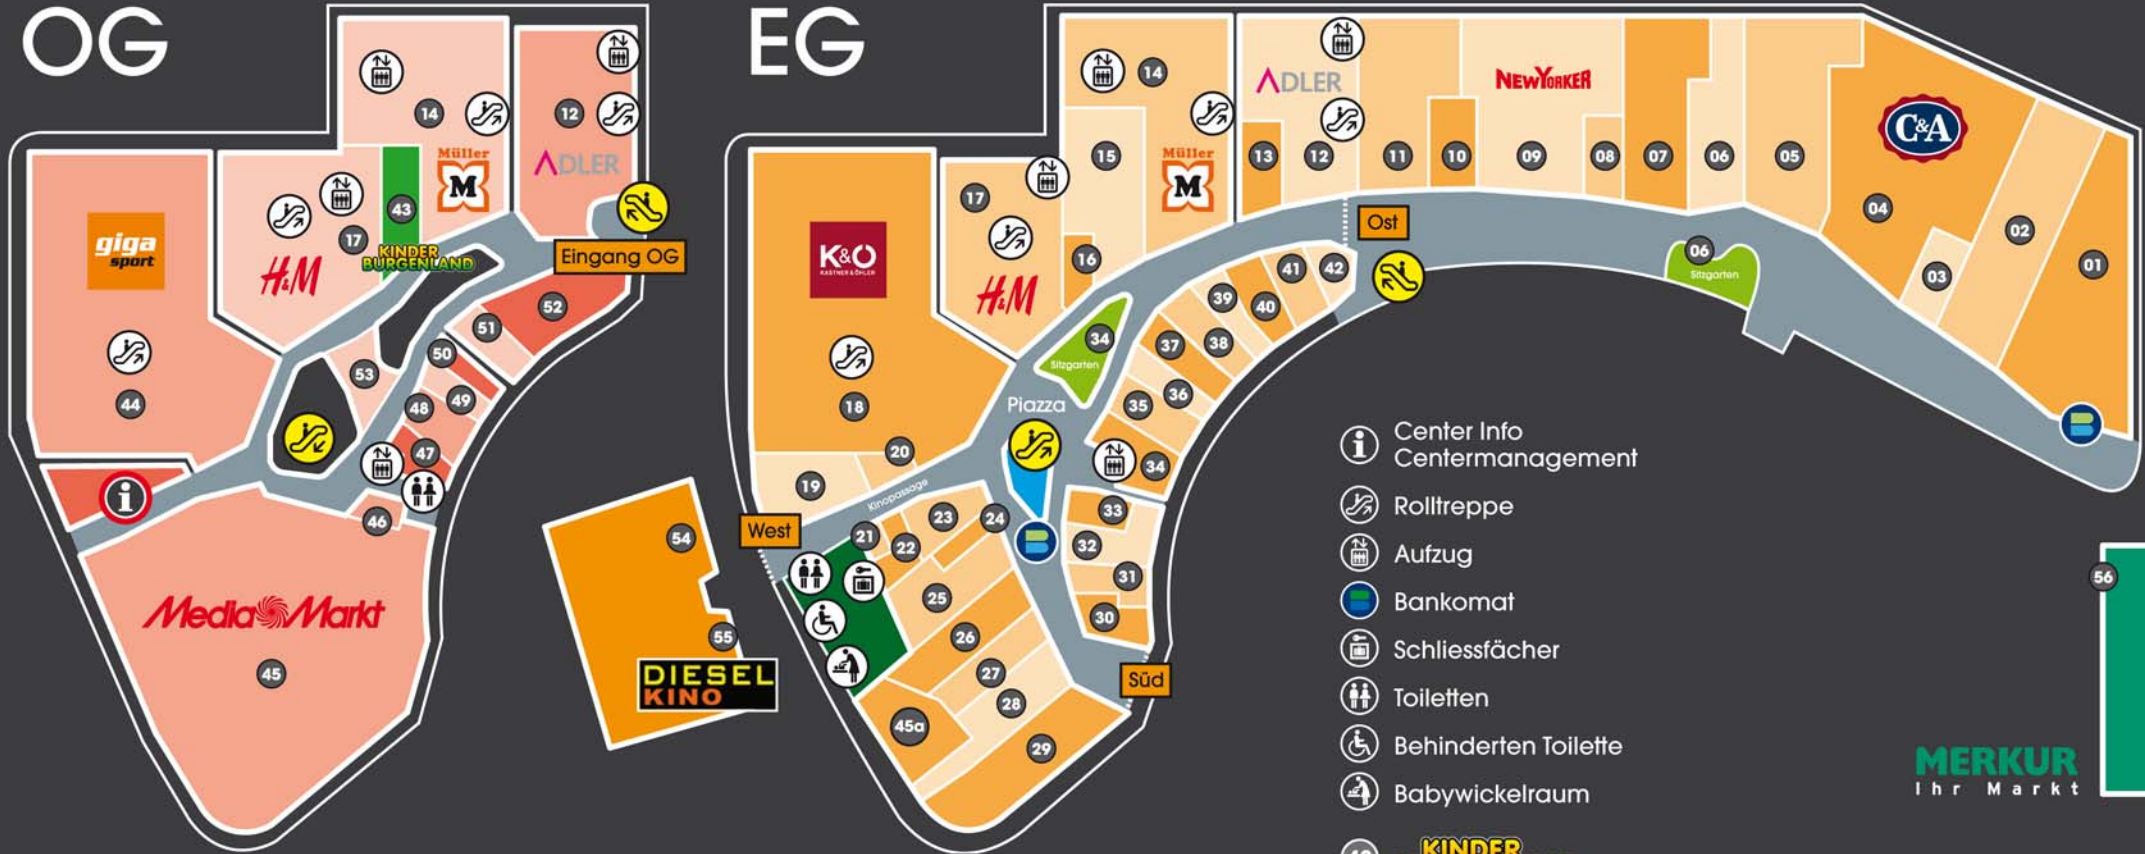 OG
14
12
Müller
M
ADLER
43
giga
sport
17
KINDER
BURGENLAND
H&M
Eingang OG
52
51
50
53
44
49
48
47
i
46
MediaMarkt
45
54
55
DIESEL
KINO
EG
14
ADLER
NEWYORKER
C&A
15
Müller
M
13
12
11
10
09
08
07
06
05
04
03
02
01
17
K&Ö
KASTNER & ÖHLER
H&M
16
Ost
06
Sitzgarten
42
41
40
39
38
37
36
35
34
34
Sitzgarten
Piazza
18
20
19
Kinopassage
West
21
22
23
24
33
32
31
30
25
26
27
28
29
45a
Süd
i Center Info
Centermanagement
Rolltreppe
Aufzug
Bankomat
Schliessfächer
Toiletten
Behinderten Toilette
Babywickelraum
KINDER
56
MERKUR
Ihr Markt